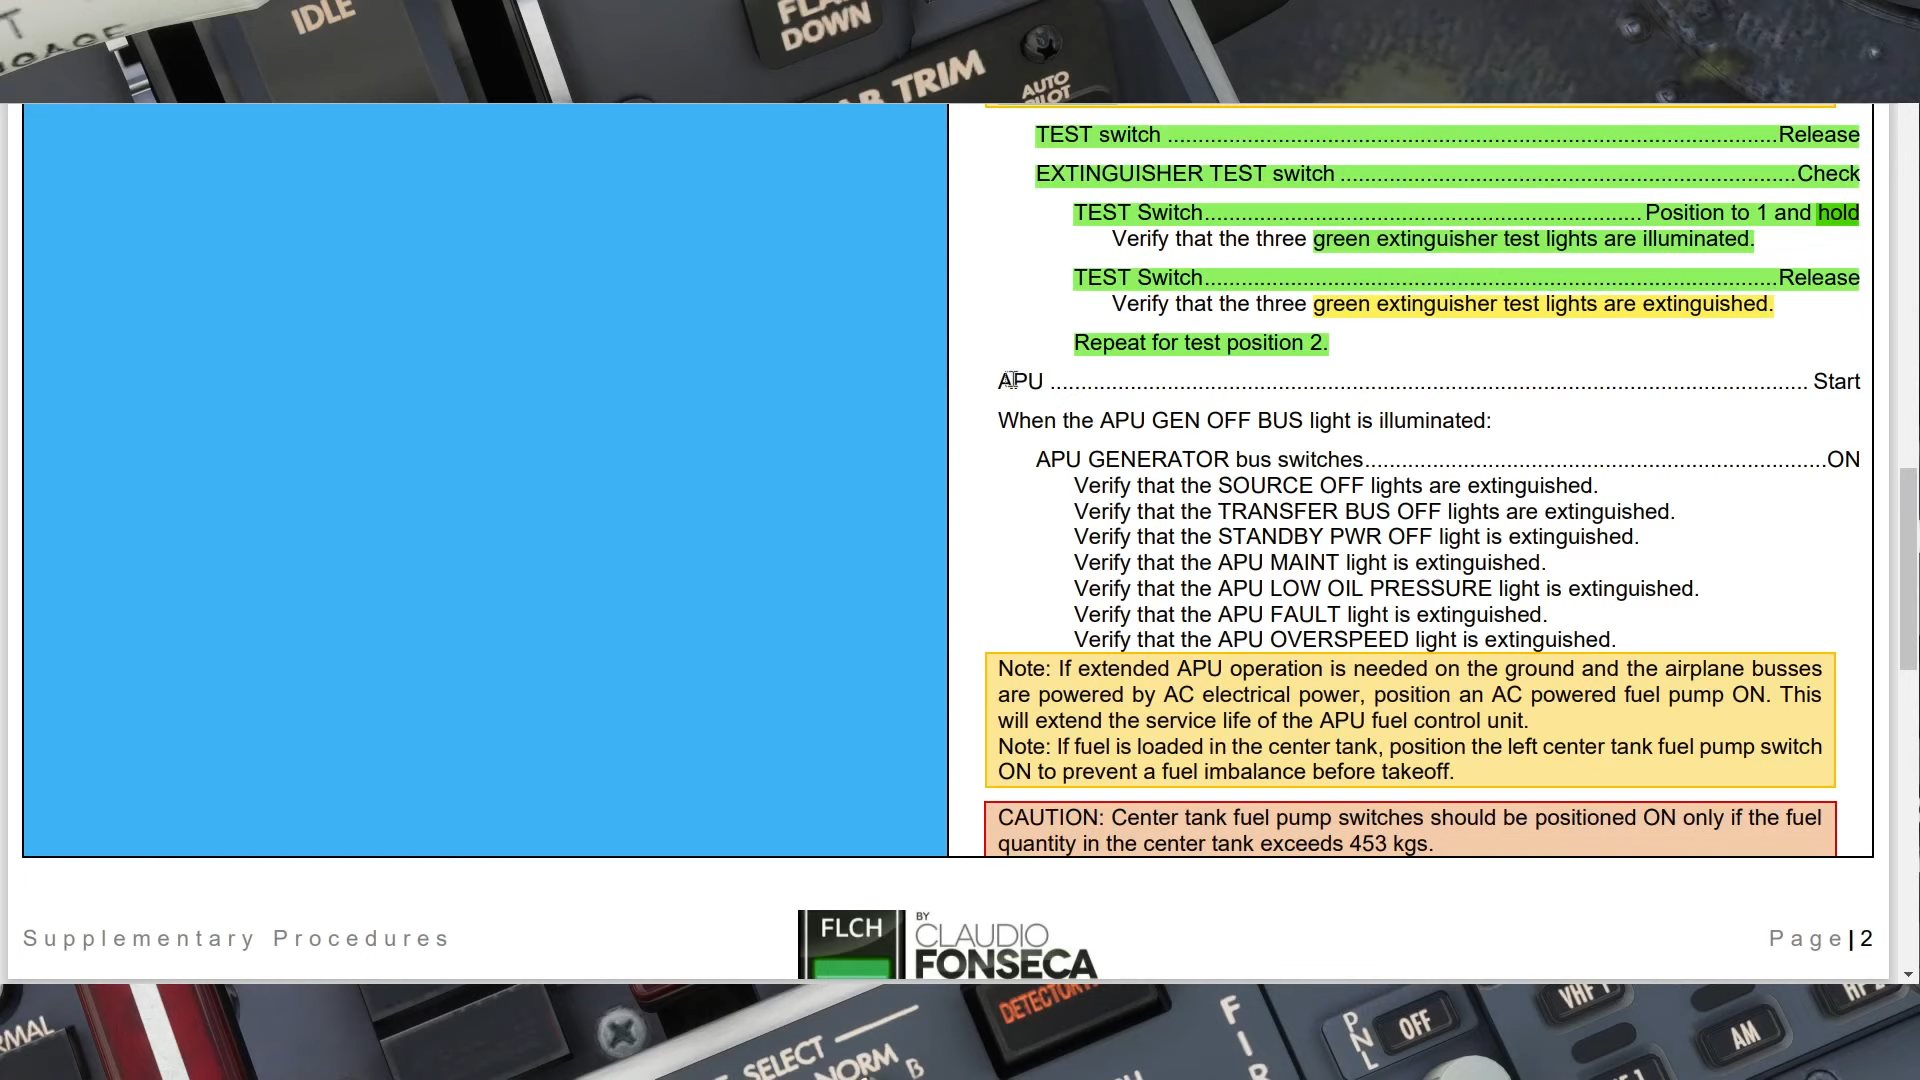 IDLE
DOWN
TRIM
AUTO
PILOT
TEST switch ....................................................................................................Release
EXTINGUISHER TEST switch ...........................................................................Check
TEST Switch....................................................................... Position to 1 and hold
Verify that the three green extinguisher test lights are illuminated.
TEST Switch..............................................................................................Release
Verify that the three green extinguisher test lights are extinguished.
Repeat for test position 2.
APU ............................................................................................................................ Start
When the APU GEN OFF BUS light is illuminated:
APU GENERATOR bus switches...........................................................................ON
Verify that the SOURCE OFF lights are extinguished.
Verify that the TRANSFER BUS OFF lights are extinguished.
Verify that the STANDBY PWR OFF light is extinguished.
Verify that the APU MAINT light is extinguished.
Verify that the APU LOW OIL PRESSURE light is extinguished.
Verify that the APU FAULT light is extinguished.
Verify that the APU OVERSPEED light is extinguished.
Note: If extended APU operation is needed on the ground and the airplane busses
are powered by AC electrical power, position an AC powered fuel pump ON. This
will extend the service life of the APU fuel control unit.
Note: If fuel is loaded in the center tank, position the left center tank fuel pump switch
ON to prevent a fuel imbalance before takeoff.
CAUTION: Center tank fuel pump switches should be positioned ON only if the fuel
quantity in the center tank exceeds 453 kgs.
Supplementary Procedures
FLCH
BY
CLAUDIO
FONSECA
Page|2
SELECT
NORM
B
PNL
OFF
VHF 1
AM